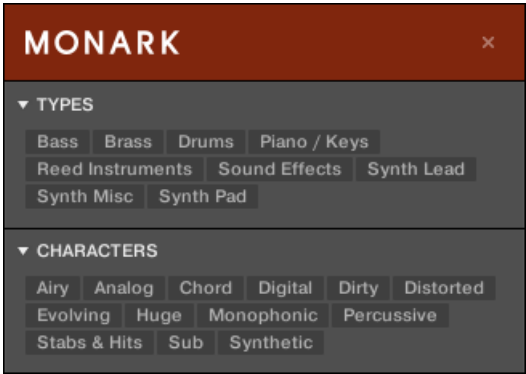 MONARK ×
▼ TYPES
Bass Brass Drums Piano / Keys
Reed Instruments Sound Effects Synth Lead
Synth Misc Synth Pad
▼ CHARACTERS
Airy Analog Chord Digital Dirty Distorted
Evolving Huge Monophonic Percussive
Stabs & Hits Sub Synthetic